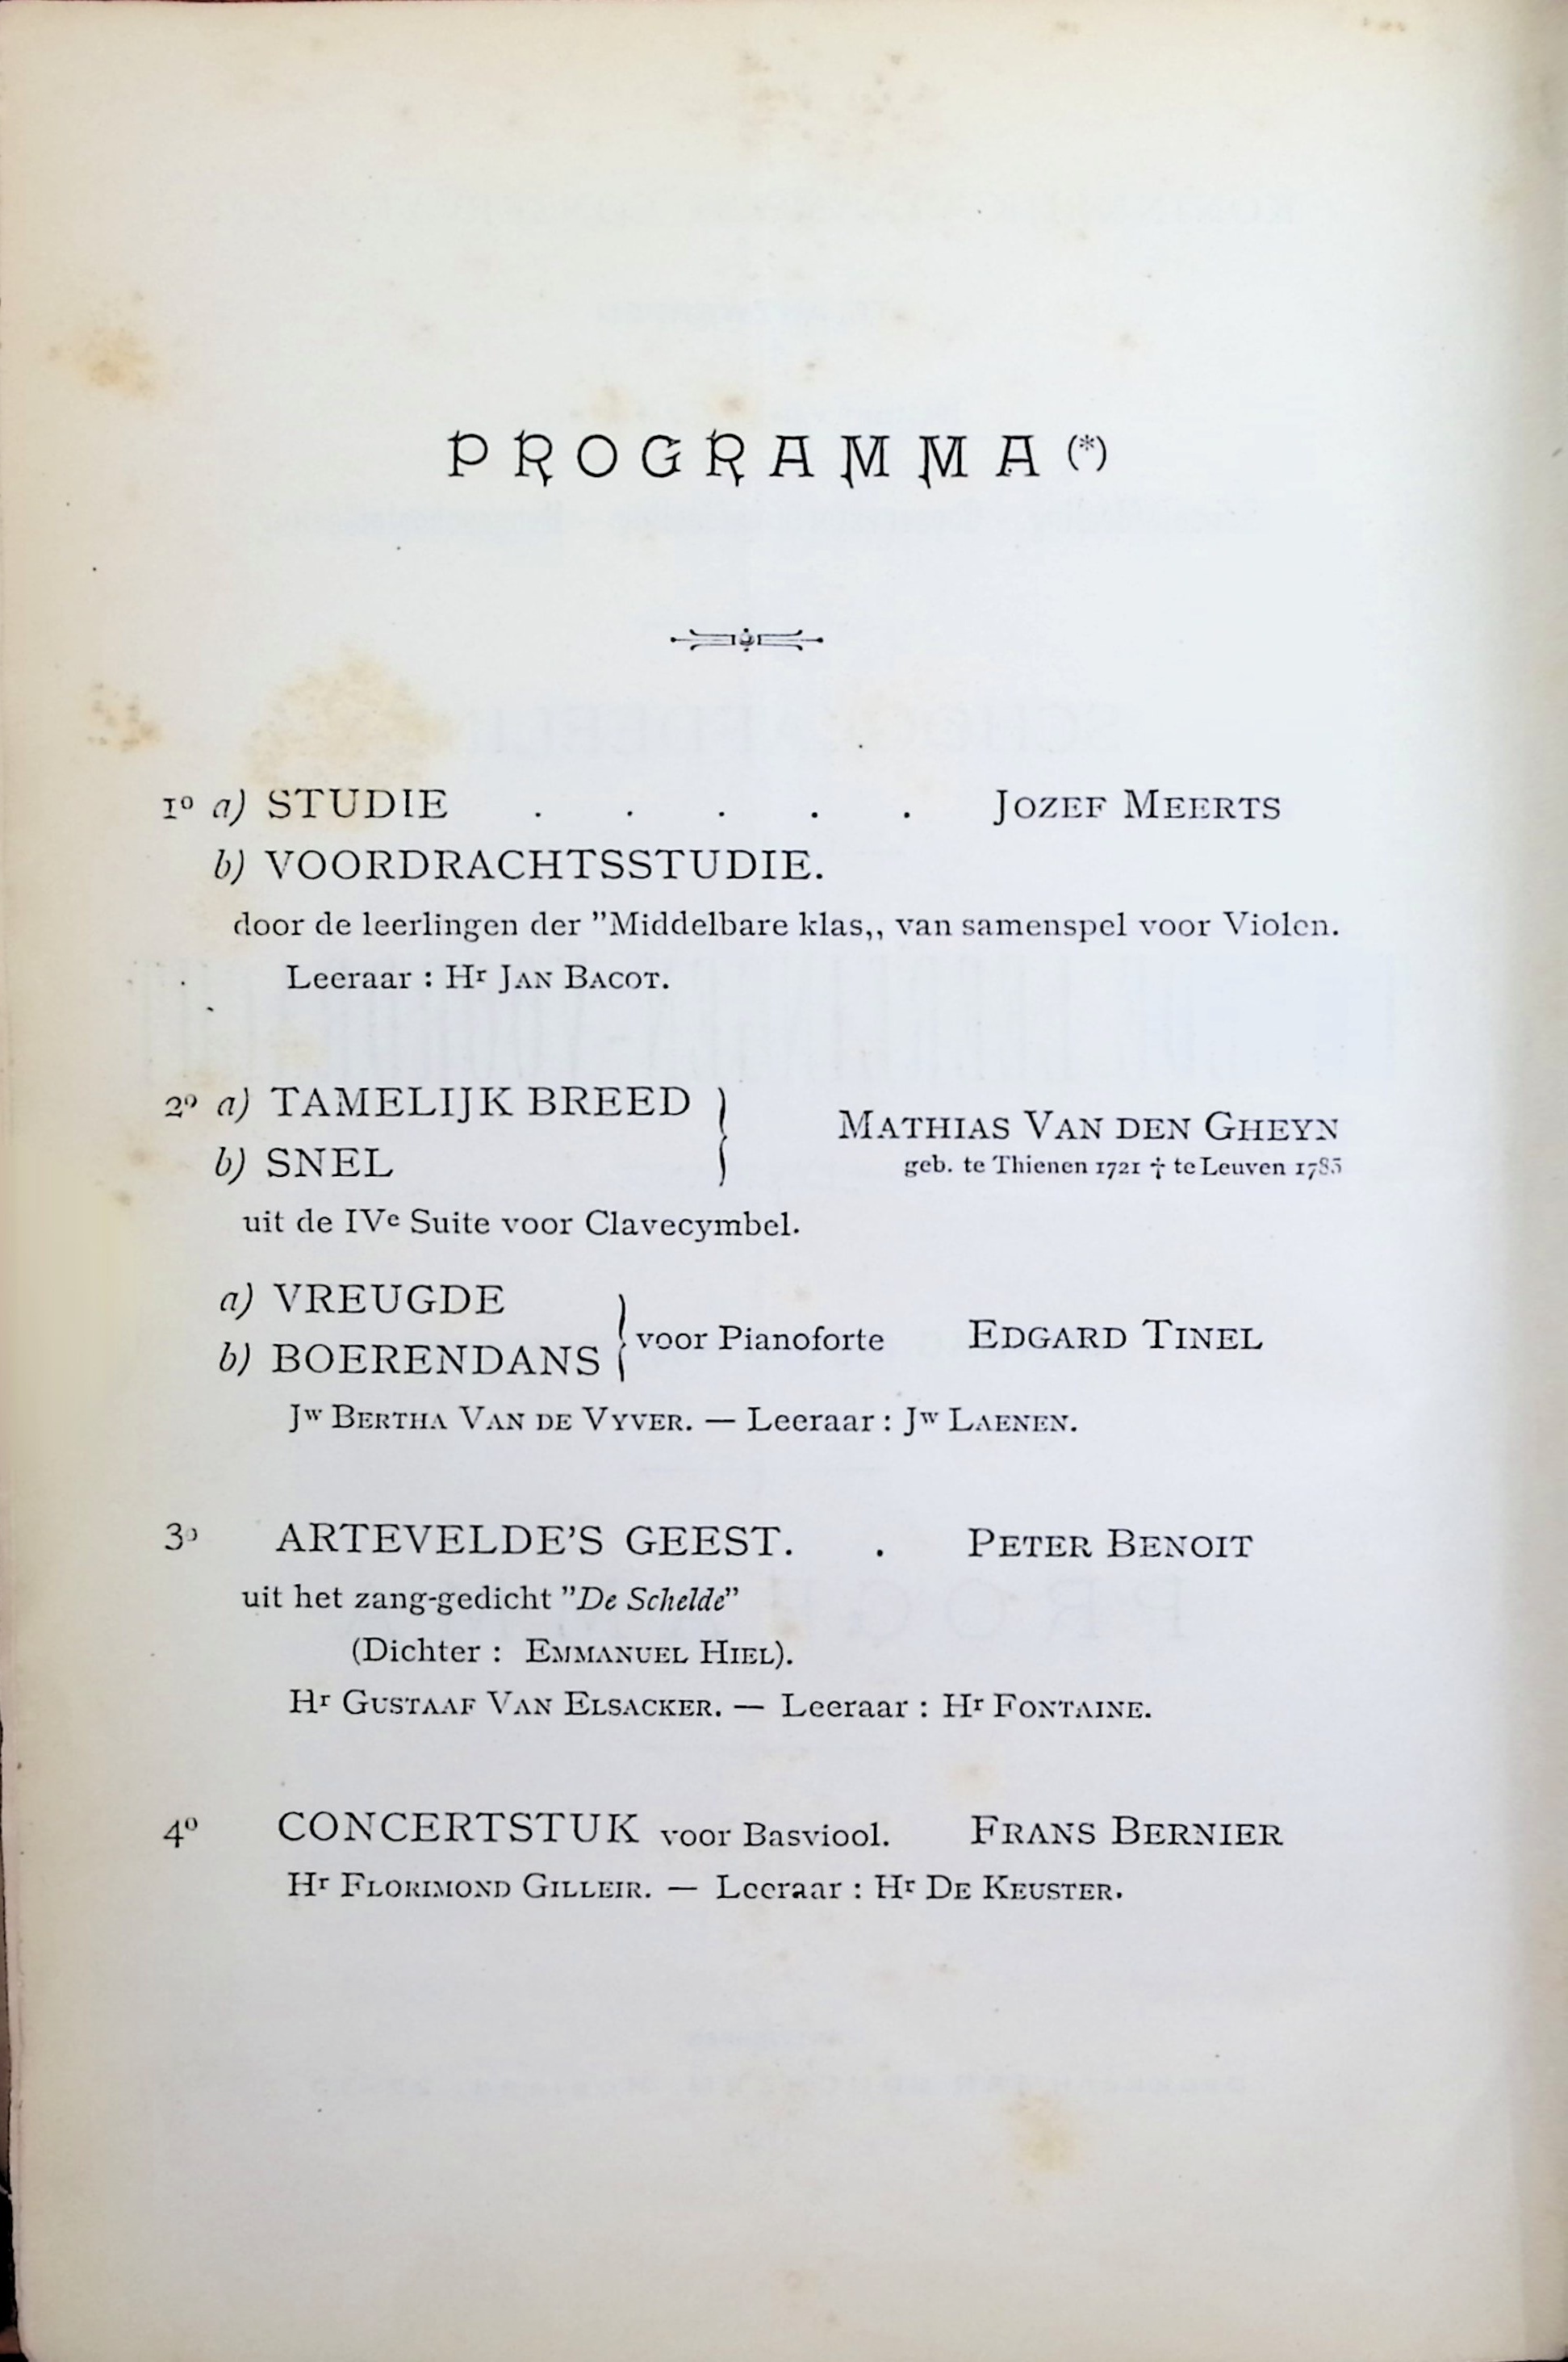 PROGRAMMA (*)
1º a) STUDIE . . . . . JOZEF MEERTS
b) VOORDRACHTSSTUDIE.
door de leerlingen der "Middelbare klas,, van samenspel voor Violen.
Leeraar : Hr JAN BACOT.
2º a) TAMELIJK BREED
b) SNEL
MATHIAS VAN DEN GHEYN
geb. te Thienen 1721 † te Leuven 1785
uit de IVe Suite voor Clavecymbel.
a) VREUGDE
b) BOERENDANS
voor Pianoforte EDGARD TINEL
Jw BERTHA VAN DE VYVER. — Leeraar : Jw LAENEN.
3º ARTEVELDE'S GEEST. . PETER BENOIT
uit het zang-gedicht "De Schelde"
(Dichter : EMMANUEL HIEL).
Hr GUSTAAF VAN ELSACKER. — Leeraar : Hr FONTAINE.
4º CONCERTSTUK voor Basviool. FRANS BERNIER
Hr FLORIMOND GILLEIR. — Leeraar : Hr DE KEUSTER.